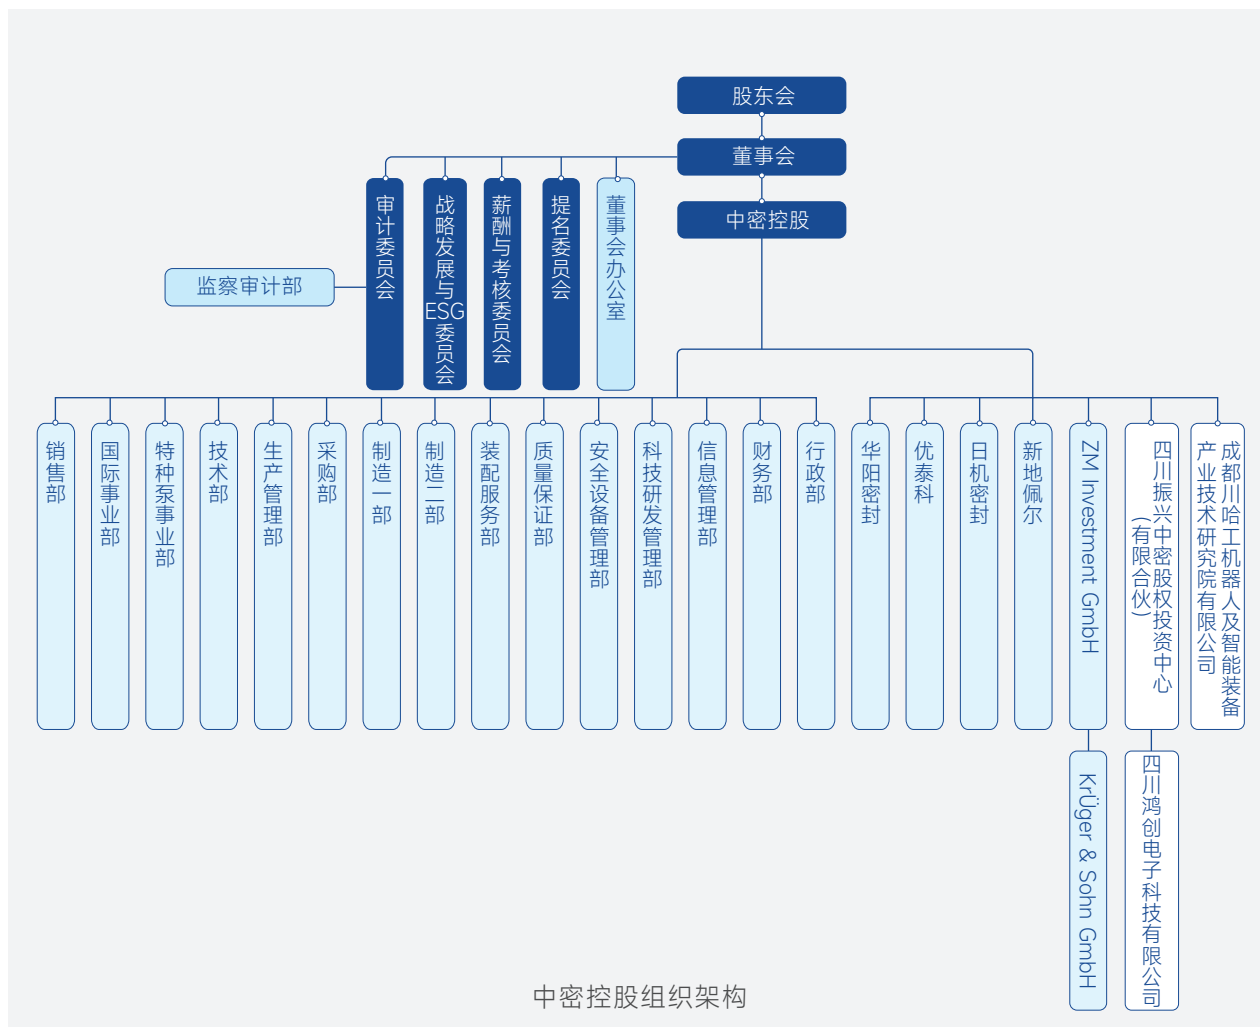 股东会
董事会
中密控股
审计委员会
战略发展与ESG委员会
薪酬与考核委员会
提名委员会
董事会办公室
监察审计部
销售部
国际事业部
特种泵事业部
技术部
生产管理部
采购部
制造一部
制造二部
装配服务部
质量保证部
安全设备管理部
科技研发管理部
信息管理部
财务部
行政部
华阳密封
优泰科
日机密封
新地佩尔
ZM Investment GmbH
四川振兴中密股权投资中心
（有限合伙）
成都川哈工机器人及智能装备
产业技术研究院有限公司
KrÜger & Sohn GmbH
四川鸿创电子科技有限公司
中密控股组织架构